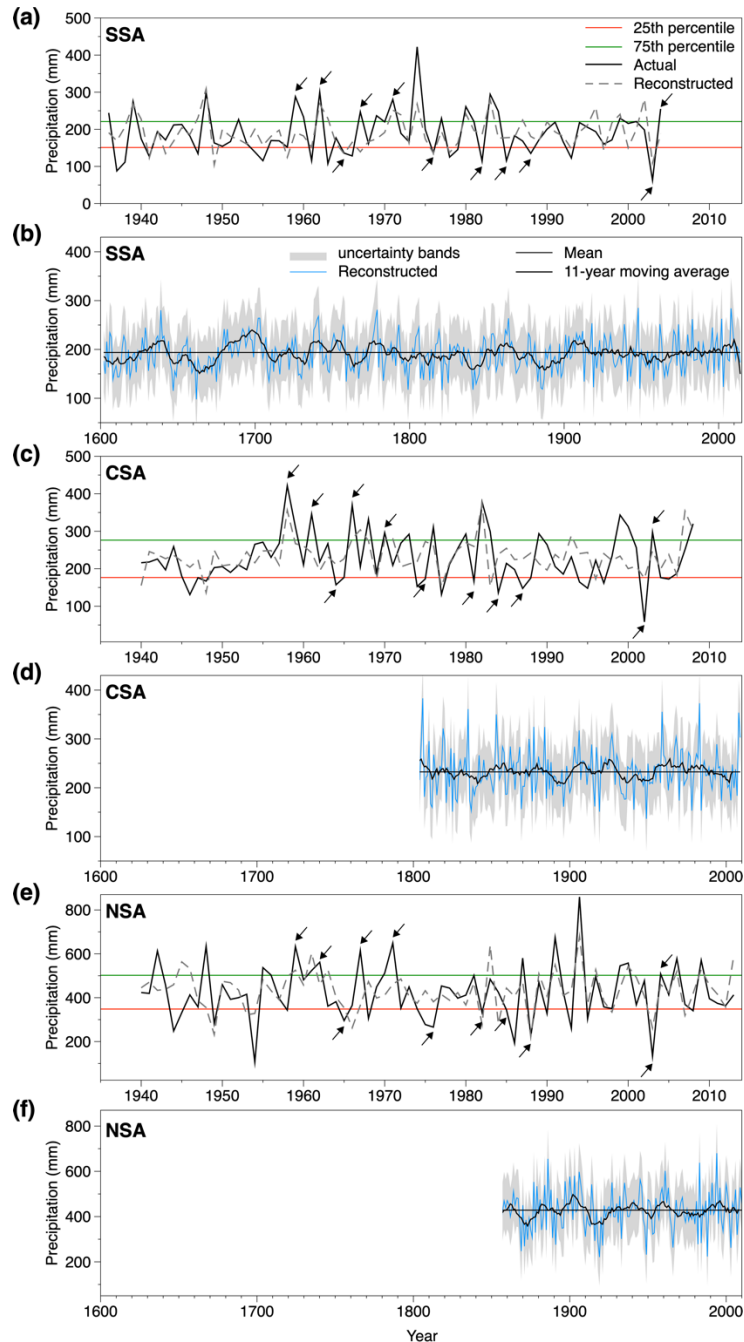 (a)
SSA
25th percentile
75th percentile
Actual
Reconstructed
Precipitation (mm)
500
400
300
200
100
0
1940 1950 1960 1970 1980 1990 2000 2010
(b)
SSA
uncertainty bands
Mean
Reconstructed
11-year moving average
Precipitation (mm)
400
300
200
100
1600 1700 1800 1900 2000
(c)
CSA
Precipitation (mm)
500
400
300
200
100
0
1940 1950 1960 1970 1980 1990 2000 2010
(d)
CSA
Precipitation (mm)
400
300
200
100
1600 1700 1800 1900 2000
(e)
NSA
Precipitation (mm)
800
600
400
200
0
1940 1950 1960 1970 1980 1990 2000 2010
(f)
NSA
Precipitation (mm)
800
600
400
200
0
1600 1700 1800 1900 2000
Year